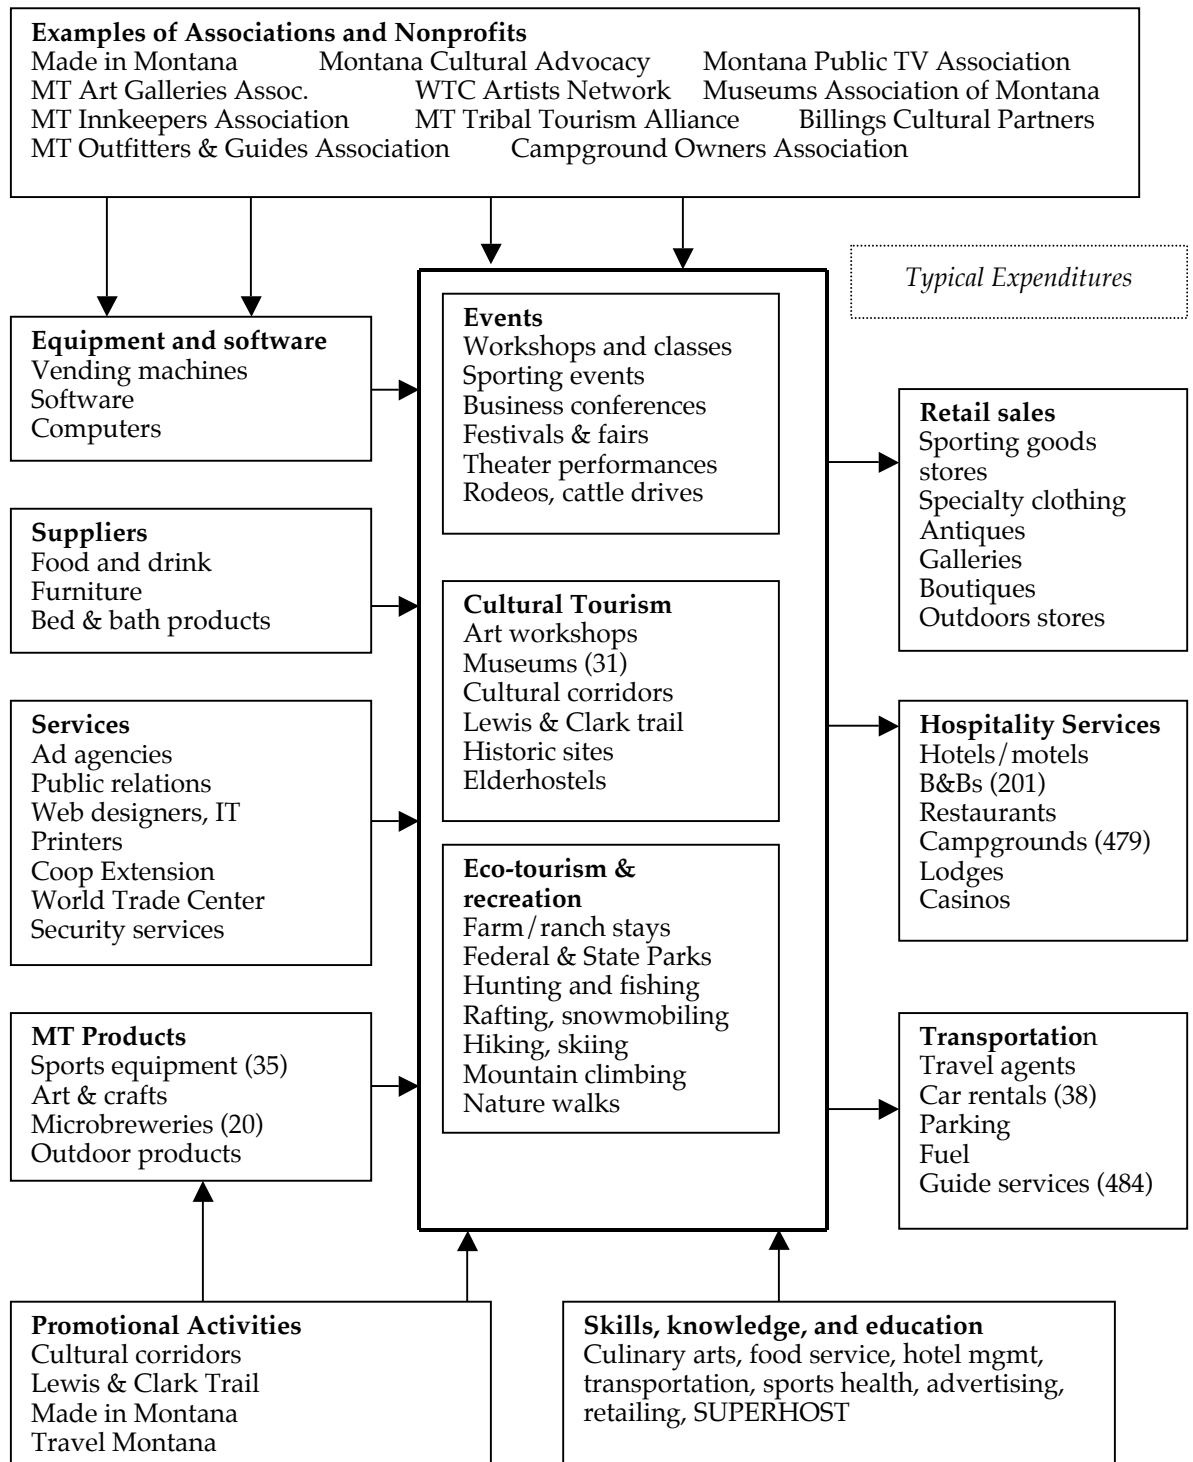 Examples of Associations and Nonprofits
Made in Montana Montana Cultural Advocacy Montana Public TV Association
MT Art Galleries Assoc. WTC Artists Network Museums Association of Montana
MT Innkeepers Association MT Tribal Tourism Alliance Billings Cultural Partners
MT Outfitters & Guides Association Campground Owners Association
Typical Expenditures
Equipment and software
Vending machines
Software
Computers
Suppliers
Food and drink
Furniture
Bed & bath products
Services
Ad agencies
Public relations
Web designers, IT
Printers
Coop Extension
World Trade Center
Security services
MT Products
Sports equipment (35)
Art & crafts
Microbreweries (20)
Outdoor products
Events
Workshops and classes
Sporting events
Business conferences
Festivals & fairs
Theater performances
Rodeos, cattle drives
Cultural Tourism
Art workshops
Museums (31)
Cultural corridors
Lewis & Clark trail
Historic sites
Elderhostels
Eco-tourism &
recreation
Farm/ranch stays
Federal & State Parks
Hunting and fishing
Rafting, snowmobiling
Hiking, skiing
Mountain climbing
Nature walks
Retail sales
Sporting goods
stores
Specialty clothing
Antiques
Galleries
Boutiques
Outdoors stores
Hospitality Services
Hotels/motels
B&Bs (201)
Restaurants
Campgrounds (479)
Lodges
Casinos
Transportation
Travel agents
Car rentals (38)
Parking
Fuel
Guide services (484)
Promotional Activities
Cultural corridors
Lewis & Clark Trail
Made in Montana
Travel Montana
Skills, knowledge, and education
Culinary arts, food service, hotel mgmt,
transportation, sports health, advertising,
retailing, SUPERHOST